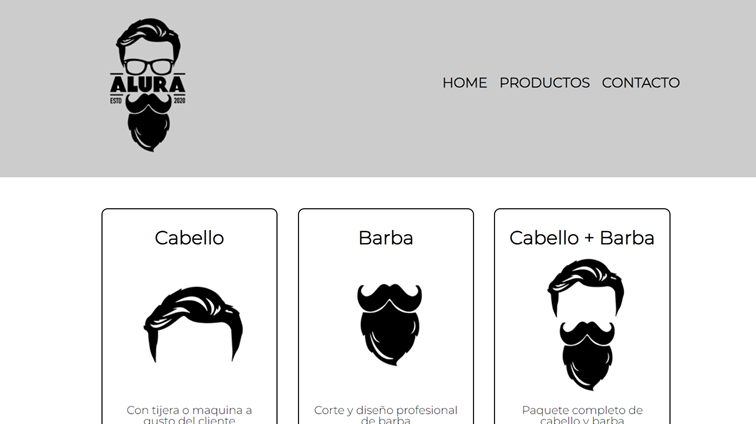 ALURA
ESTD 2020
HOME PRODUCTOS CONTACTO
Cabello
Con tijera o maquina a
gusto del cliente
Barba
Corte y diseño profesional
de barba
Cabello + Barba
Paquete completo de
cabello y barba